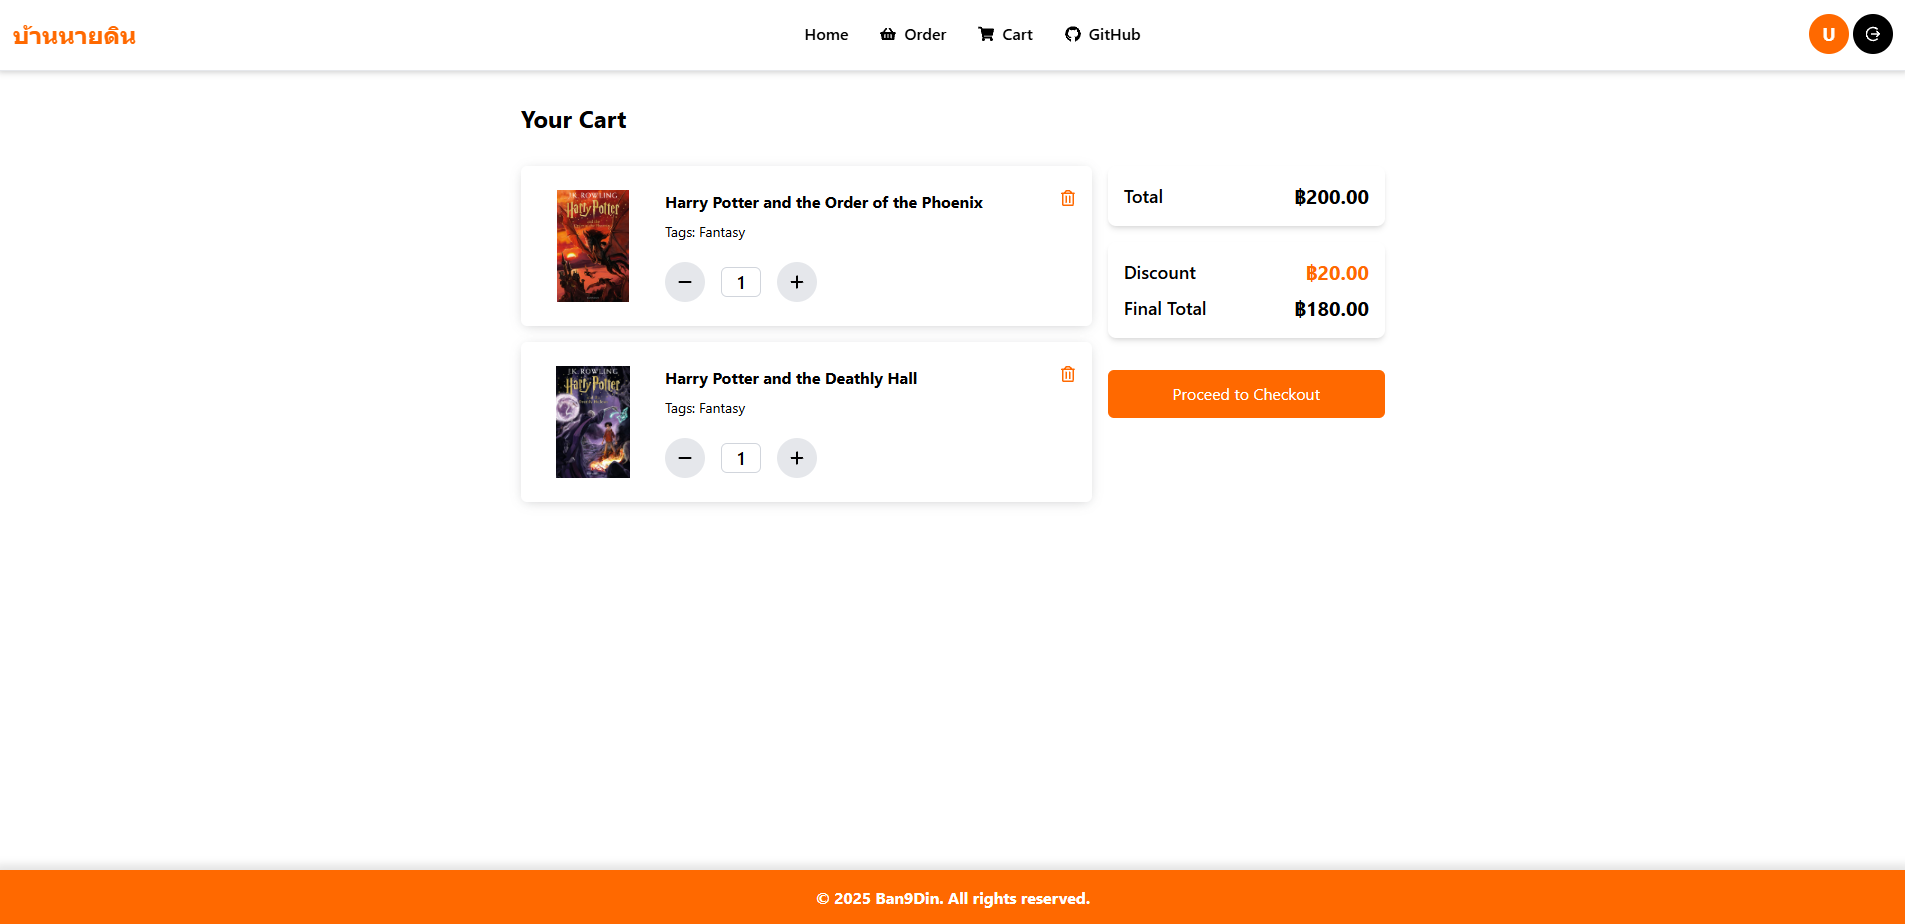 บ้านนายดิน
Home
Order
Cart
GitHub
U
Your Cart
J.K. ROWLING
Harry Potter
Harry Potter and the Order of the Phoenix
Tags: Fantasy
1
J.K. ROWLING
Harry Potter
Harry Potter and the Deathly Hall
Tags: Fantasy
1
Total ฿200.00
Discount ฿20.00
Final Total ฿180.00
Proceed to Checkout
© 2025 Ban9Din. All rights reserved.